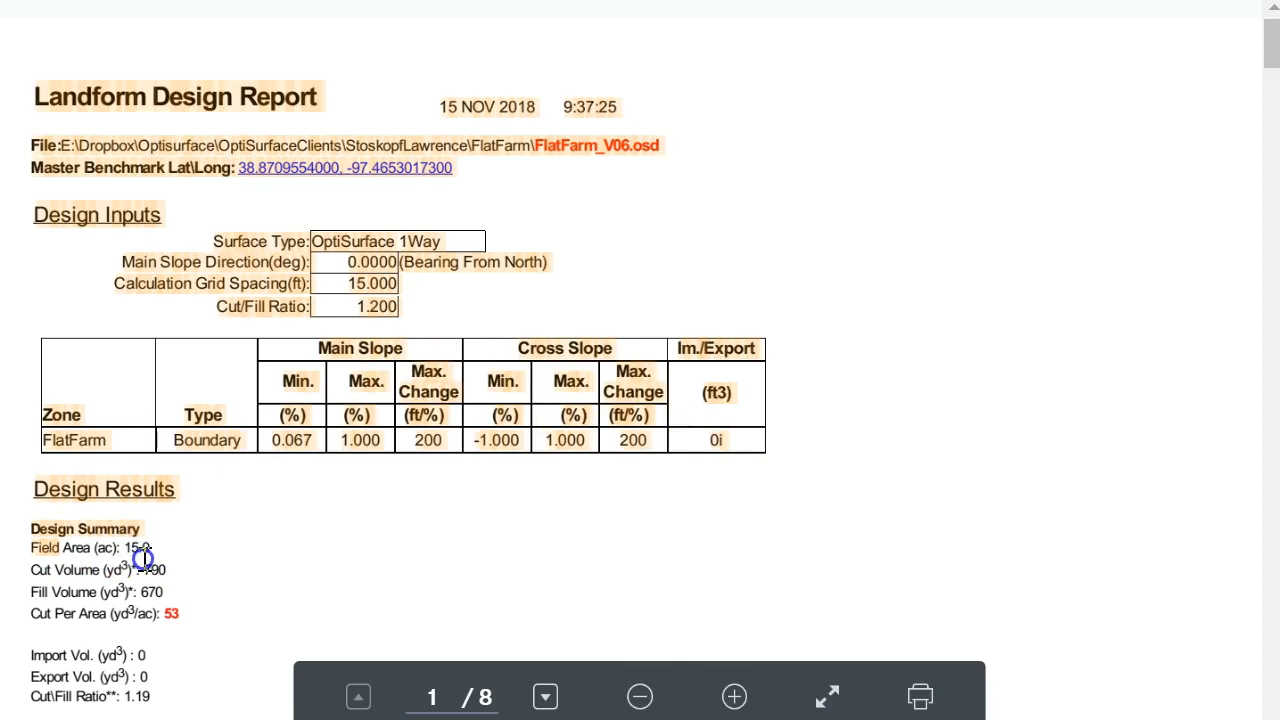 Landform Design Report
15 NOV 2018 9:37:25
File:E:\Dropbox\Optisurface\OptiSurfaceClients\StoskopfLawrence\FlatFarm\FlatFarm_V06.osd
Master Benchmark Lat\Long: 38.8709554000, -97.4653017300
Design Inputs
Surface Type: OptiSurface 1Way
Main Slope Direction(deg): 0.0000 (Bearing From North)
Calculation Grid Spacing(ft): 15.000
Cut/Fill Ratio: 1.200
Main Slope Cross Slope Im./Export
Min. Max. Max. Change Min. Max. Max. Change (ft3)
Zone Type (%) (%) (ft/%) (%) (%) (ft/%)
FlatFarm Boundary 0.067 1.000 200 -1.000 1.000 200 0i
Design Results
Design Summary
Field Area (ac):
Cut Volume (yd3)*:
Fill Volume (yd3)*: 670
Cut Per Area (yd3/ac): 53
Import Vol. (yd3) : 0
Export Vol. (yd3) : 0
Cut\Fill Ratio**: 1.19
1 / 8